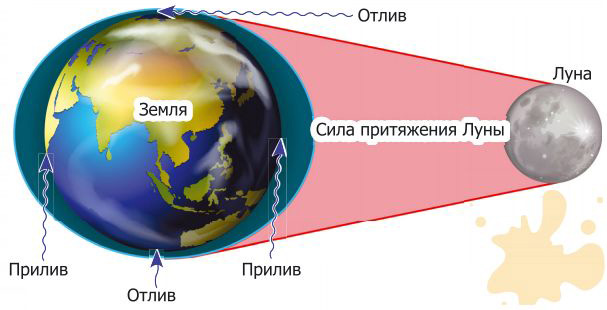 Отлив
Луна
Земля
Сила притяжения Луны
Прилив
Прилив
Отлив